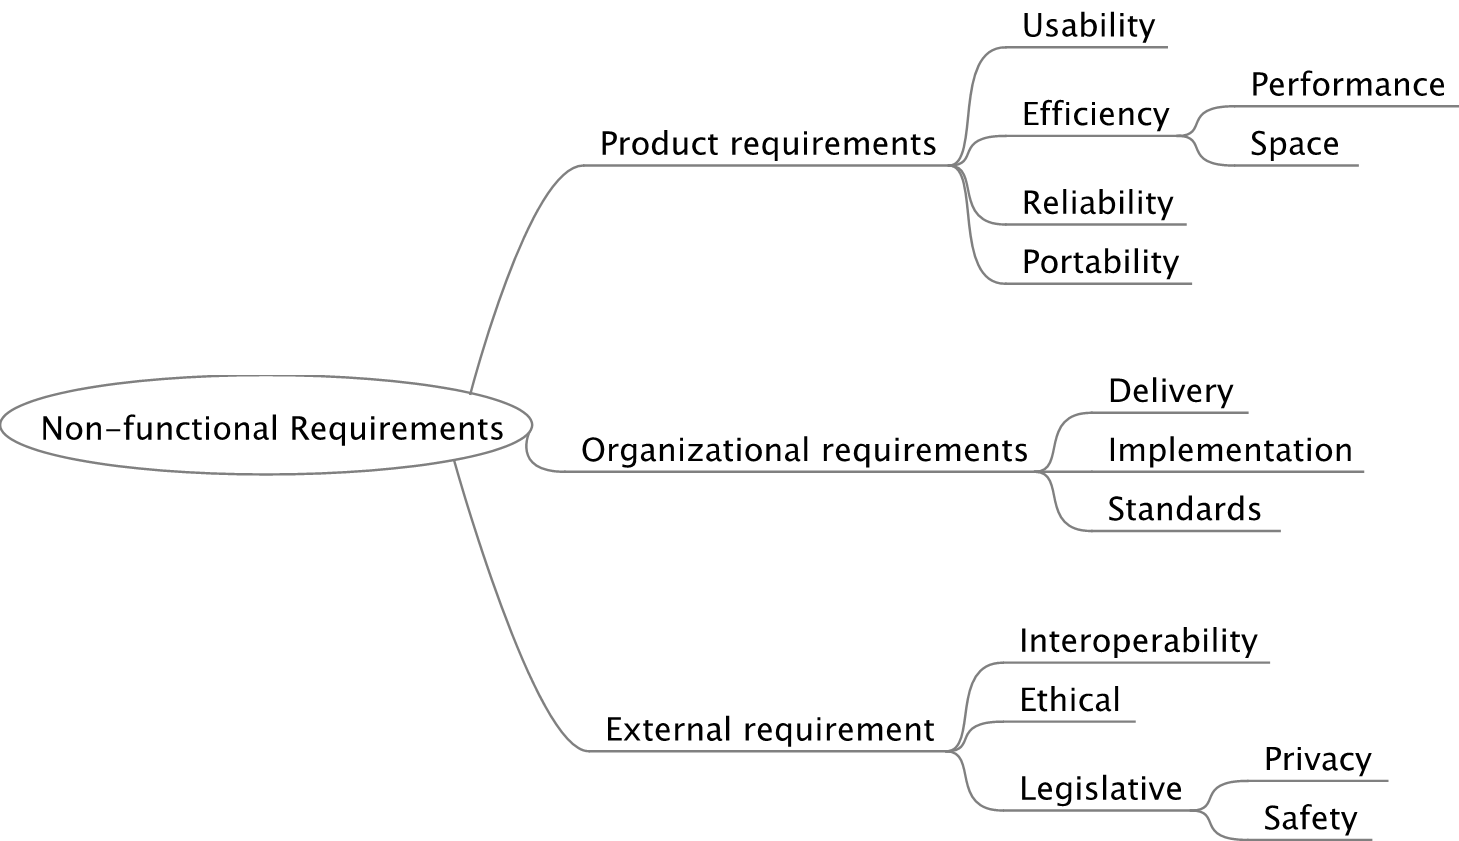 Non-functional Requirements
Product requirements
Usability
Efficiency
Performance
Space
Reliability
Portability
Organizational requirements
Delivery
Implementation
Standards
External requirement
Interoperability
Ethical
Legislative
Privacy
Safety